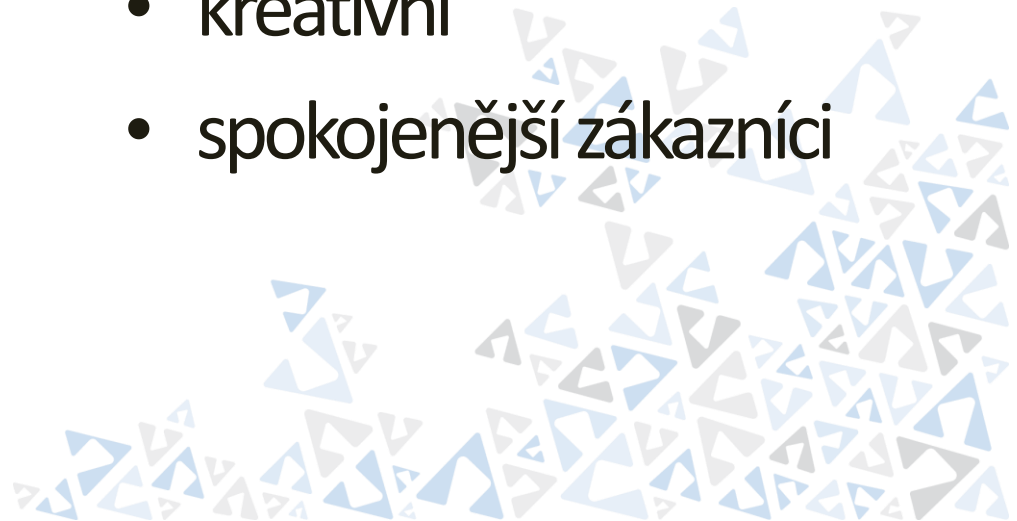 • kreativní
• spokojenější zákazníci